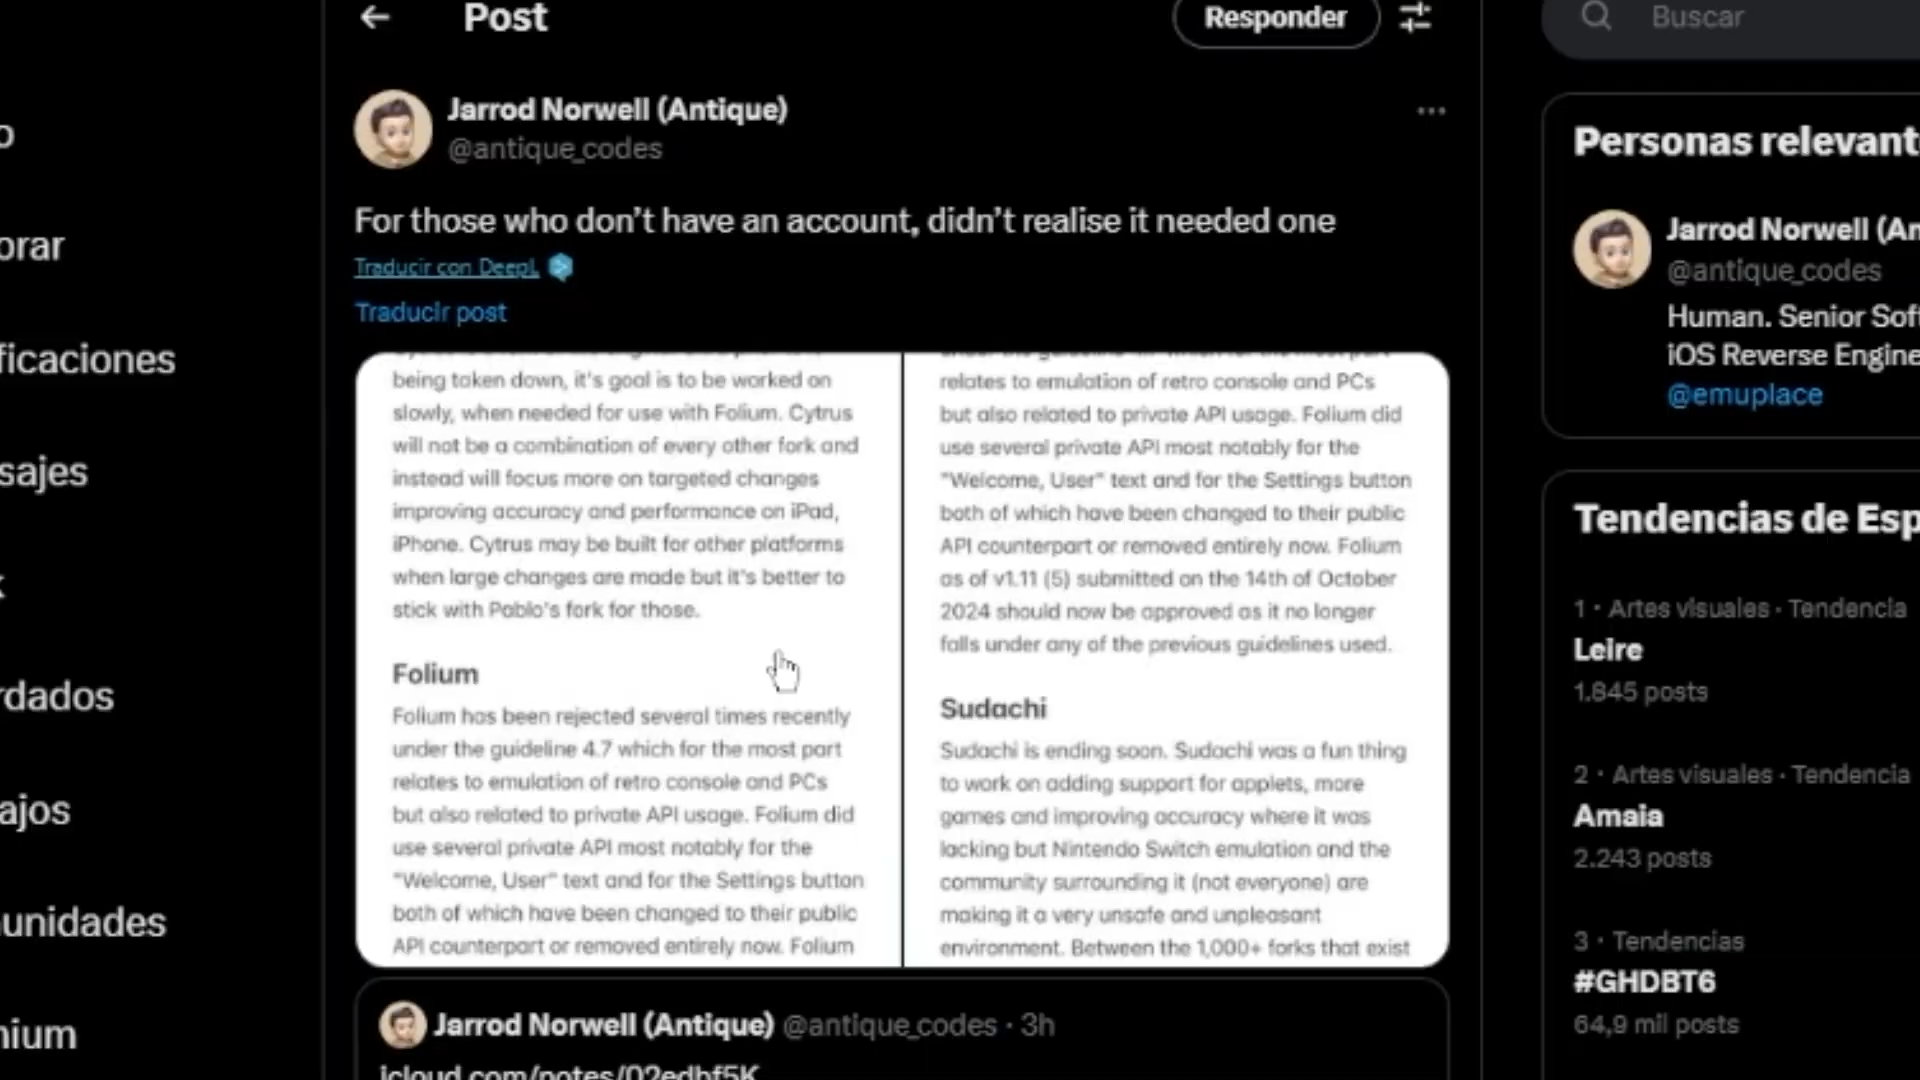 Post
Responder
Buscar
o
orar
ficaciones
sajes
rdados
ajos
unidades
nium
Jarrod Norwell (Antique)
@antique_codes
For those who don’t have an account, didn’t realise it needed one
Traducir con DeepL
Traducir post
being taken down, it's goal is to be worked on
slowly, when needed for use with Folium. Cytrus
will not be a combination of every other fork and
instead will focus more on targeted changes
improving accuracy and performance on iPad,
iPhone. Cytrus may be built for other platforms
when large changes are made but it's better to
stick with Pablo's fork for those.
Folium
Folium has been rejected several times recently
under the guideline 4.7 which for the most part
relates to emulation of retro console and PCs
but also related to private API usage. Folium did
use several private API most notably for the
"Welcome, User" text and for the Settings button
both of which have been changed to their public
API counterpart or removed entirely now. Folium
relates to emulation of retro console and PCs
but also related to private API usage. Folium did
use several private API most notably for the
"Welcome, User" text and for the Settings button
both of which have been changed to their public
API counterpart or removed entirely now. Folium
as of v1.11 (5) submitted on the 14th of October
2024 should now be approved as it no longer
falls under any of the previous guidelines used.
Sudachi
Sudachi is ending soon. Sudachi was a fun thing
to work on adding support for applets, more
games and improving accuracy where it was
lacking but Nintendo Switch emulation and the
community surrounding it (not everyone) are
making it a very unsafe and unpleasant
environment. Between the 1,000+ forks that exist
Jarrod Norwell (Antique) @antique_codes · 3h
icloud.com/notes/02edbf5K
Personas relevant
Jarrod Norwell (An
@antique_codes
Human. Senior Soft
iOS Reverse Engine
@emuplace
Tendencias de Esp
1 · Artes visuales · Tendencia
Leire
1.845 posts
2 · Artes visuales · Tendencia
Amaia
2.243 posts
3 · Tendencias
#GHDBT6
64,9 mil posts